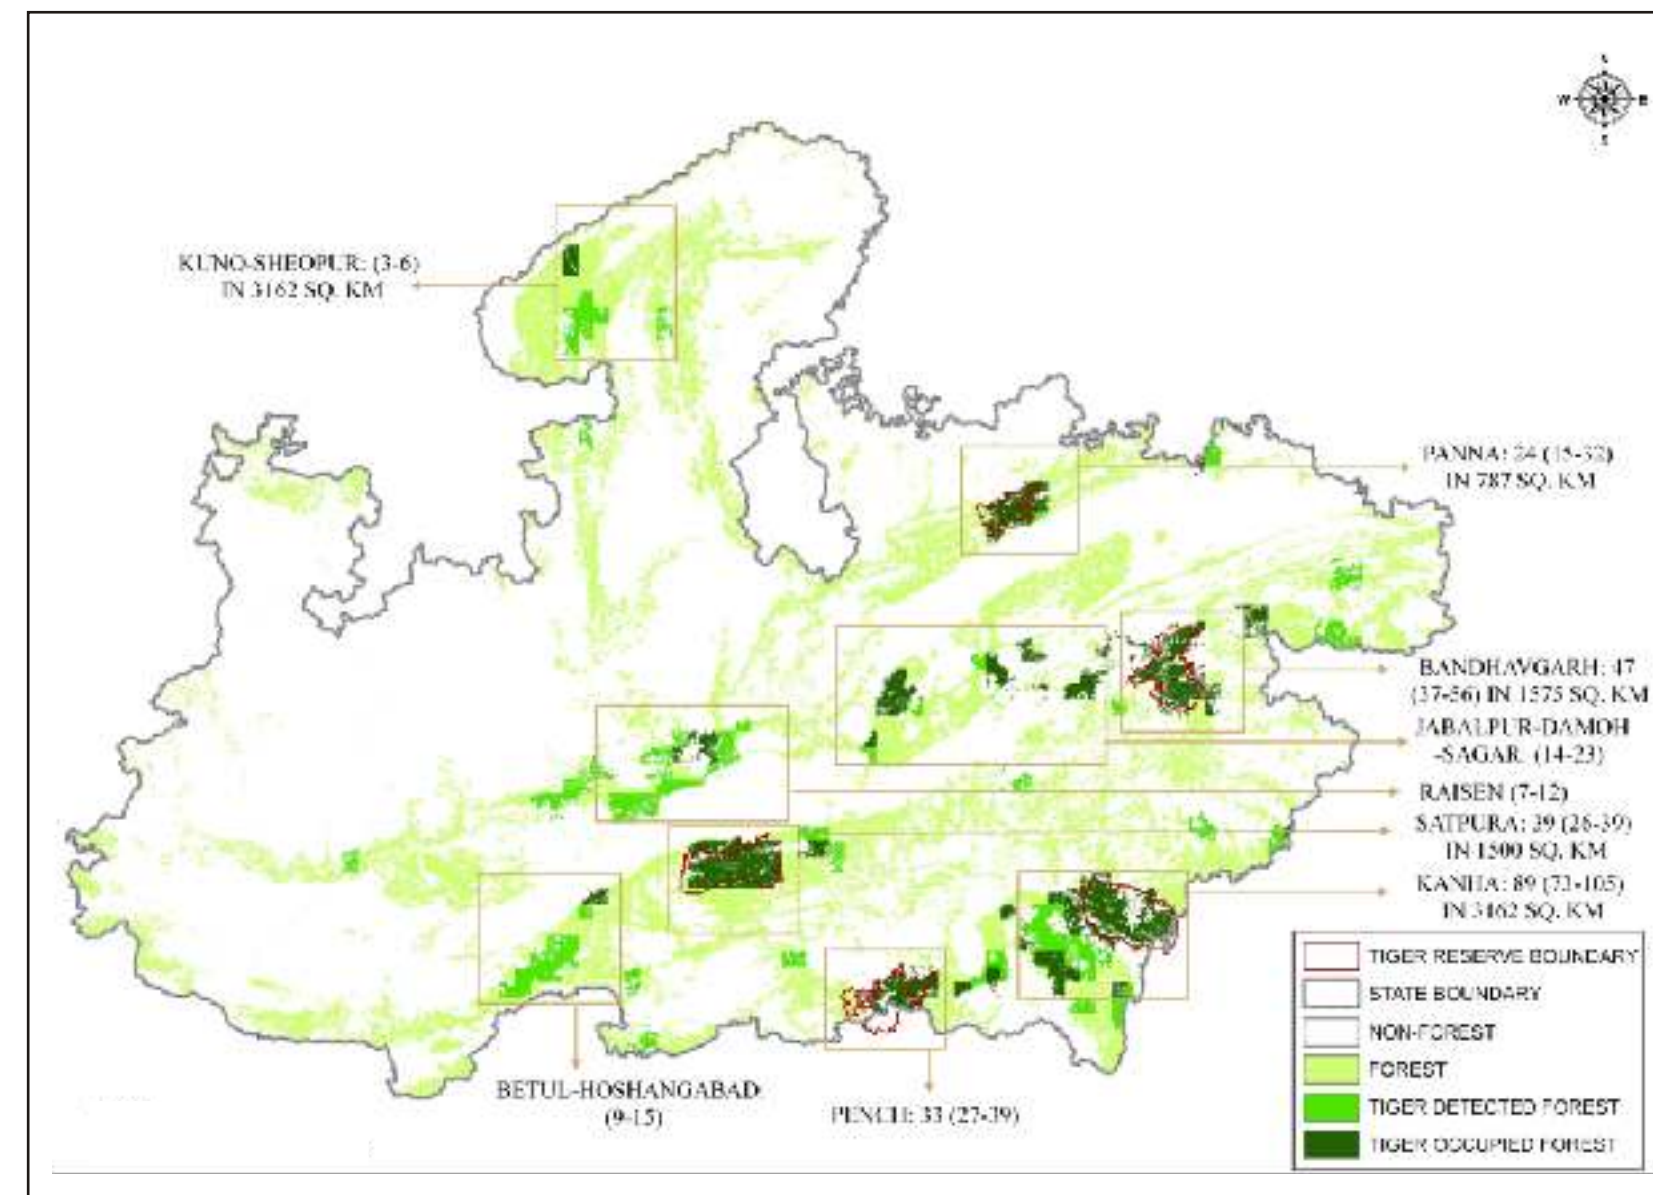 N
W
E
S
KUNO-SHEOPUR: (3-6)
IN 3162 SQ. KM
PANNA: 24 (15-32)
IN 787 SQ. KM
BANDHAVGARH: 47
(37-56) IN 1575 SQ. KM
JABALPUR-DAMOH
-SAGAR (14-23)
RAISEN (7-12)
SATPURA: 39 (26-39)
IN 1500 SQ. KM
KANHA: 89 (73-105)
IN 3162 SQ. KM
BETUL-HOSHANGABAD
(9-15)
PENCH: 33 (27-39)
TIGER RESERVE BOUNDARY
STATE BOUNDARY
NON-FOREST
FOREST
TIGER DETECTED FOREST
TIGER OCCUPIED FOREST